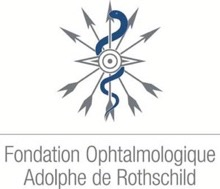 Fondation Ophtalmologique
Adolphe de Rothschild